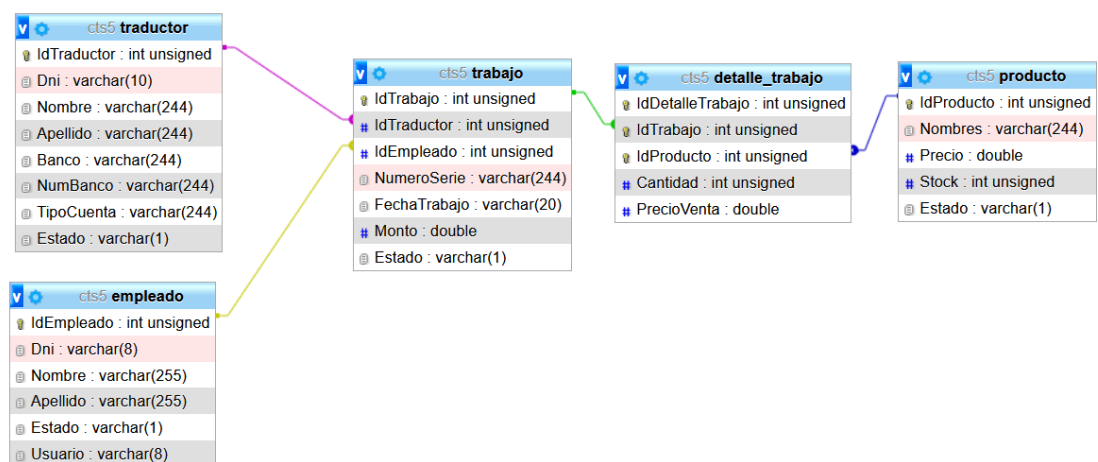 cts5 traductor
IdTraductor : int unsigned
Dni : varchar(10)
Nombre : varchar(244)
Apellido : varchar(244)
Banco : varchar(244)
NumBanco : varchar(244)
TipoCuenta : varchar(244)
Estado : varchar(1)
cts5 empleado
IdEmpleado : int unsigned
Dni : varchar(8)
Nombre : varchar(255)
Apellido : varchar(255)
Estado : varchar(1)
Usuario : varchar(8)
cts5 trabajo
IdTrabajo : int unsigned
# IdTraductor : int unsigned
# IdEmpleado : int unsigned
NumeroSerie : varchar(244)
FechaTrabajo : varchar(20)
# Monto : double
Estado : varchar(1)
cts5 detalle_trabajo
IdDetalleTrabajo : int unsigned
IdTrabajo : int unsigned
IdProducto : int unsigned
# Cantidad : int unsigned
# PrecioVenta : double
cts5 producto
IdProducto : int unsigned
Nombres : varchar(244)
# Precio : double
# Stock : int unsigned
Estado : varchar(1)